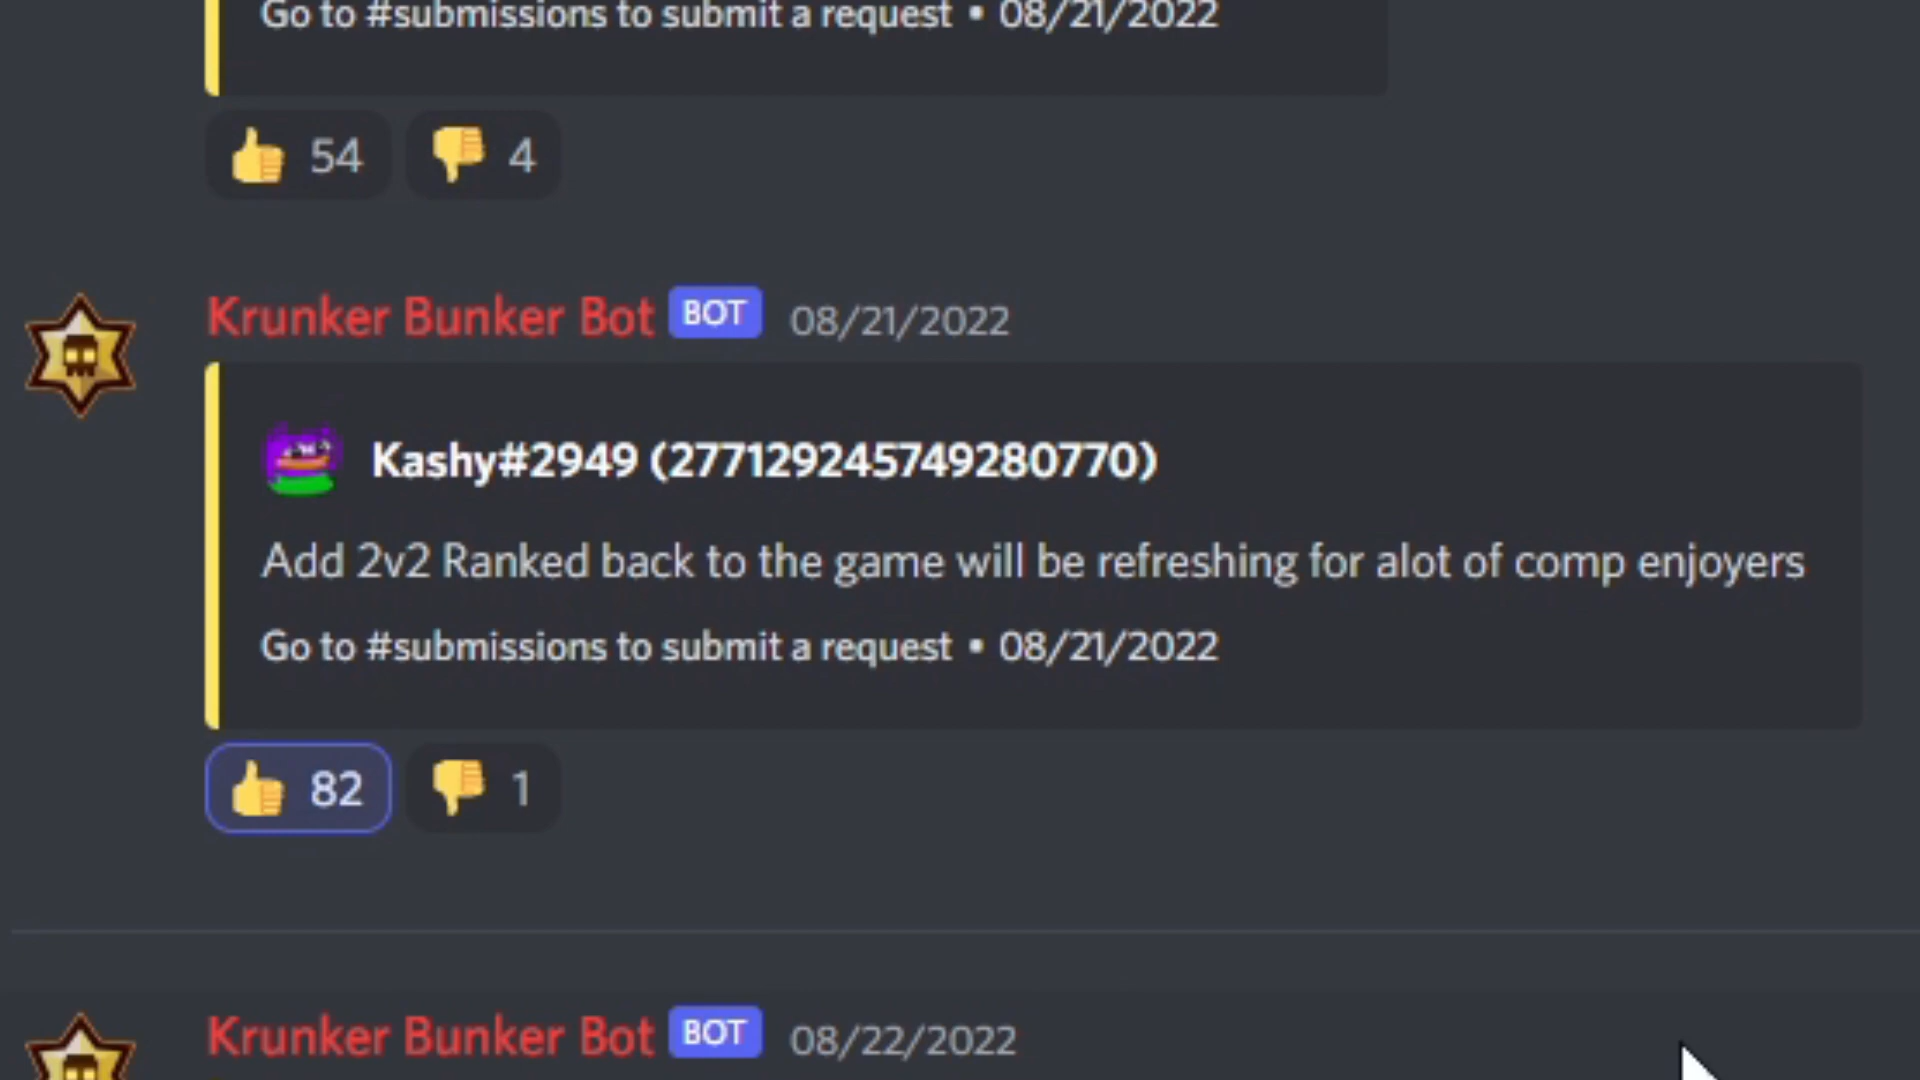 Go to #submissions to submit a request • 08/21/2022
54 4
Krunker Bunker Bot BOT 08/21/2022
Kashy#2949 (277129245749280770)
Add 2v2 Ranked back to the game will be refreshing for alot of comp enjoyers
Go to #submissions to submit a request • 08/21/2022
82 1
Krunker Bunker Bot BOT 08/22/2022